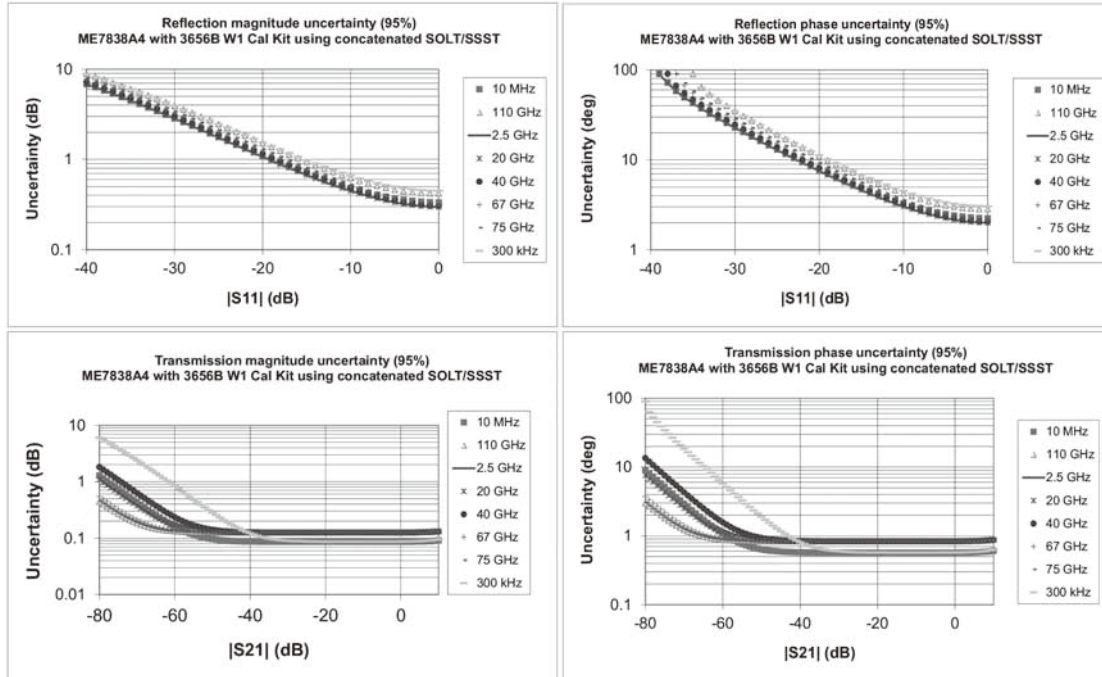 Reflection magnitude uncertainty (95%)
ME7838A4 with 3656B W1 Cal Kit using concatenated SOLT/SSST
Uncertainty (dB)
10
1
0.1
-40
-30
-20
-10
0
|S11| (dB)
10 MHz
110 GHz
2.5 GHz
20 GHz
40 GHz
67 GHz
75 GHz
300 kHz
Reflection phase uncertainty (95%)
ME7838A4 with 3656B W1 Cal Kit using concatenated SOLT/SSST
Uncertainty (deg)
100
10
1
-40
-30
-20
-10
0
|S11| (dB)
10 MHz
110 GHz
2.5 GHz
20 GHz
40 GHz
67 GHz
75 GHz
300 kHz
Transmission magnitude uncertainty (95%)
ME7838A4 with 3656B W1 Cal Kit using concatenated SOLT/SSST
Uncertainty (dB)
10
1
0.1
0.01
-80
-60
-40
-20
0
|S21| (dB)
10 MHz
110 GHz
2.5 GHz
20 GHz
40 GHz
67 GHz
75 GHz
300 kHz
Transmission phase uncertainty (95%)
ME7838A4 with 3656B W1 Cal Kit using concatenated SOLT/SSST
Uncertainty (deg)
100
10
1
0.1
-80
-60
-40
-20
0
|S21| (dB)
10 MHz
110 GHz
2.5 GHz
20 GHz
40 GHz
67 GHz
75 GHz
300 kHz